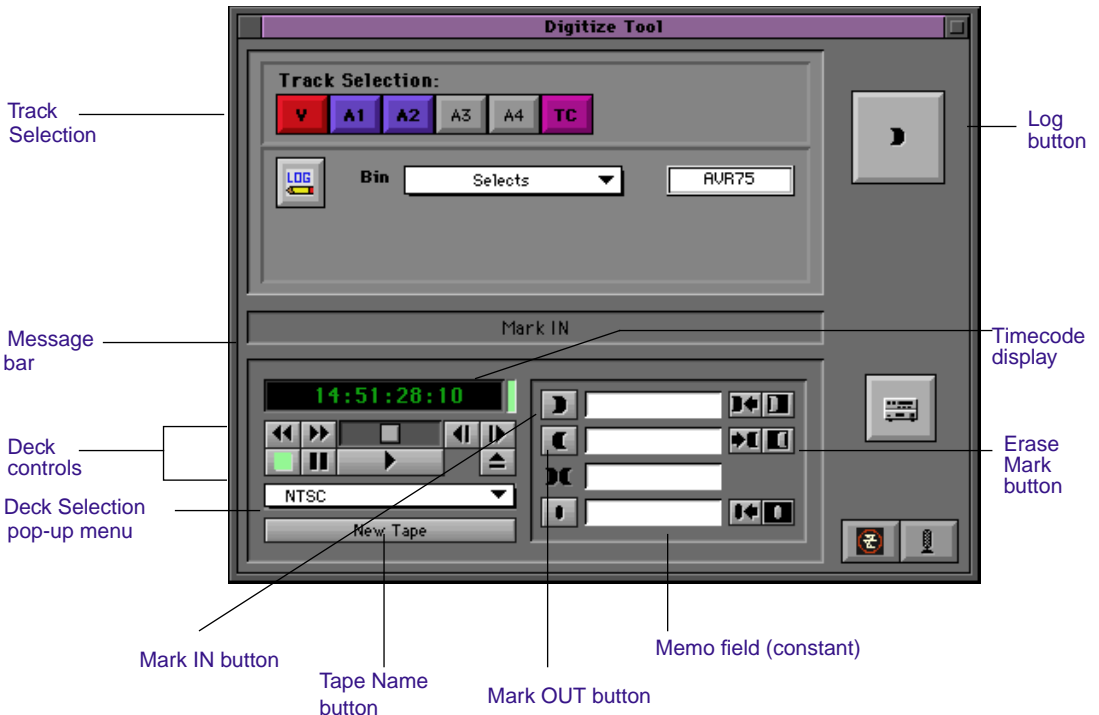 Digitize Tool
Track Selection:
V A1 A2 A3 A4 TC
Track
Selection
Log
button
LOG
Bin
Selects
AVR75
Mark IN
Message
bar
Timecode
display
14:51:28:10
Deck
controls
Erase
Mark
button
NTSC
Deck Selection
pop-up menu
New Tape
Memo field (constant)
Mark IN button
Tape Name
button
Mark OUT button